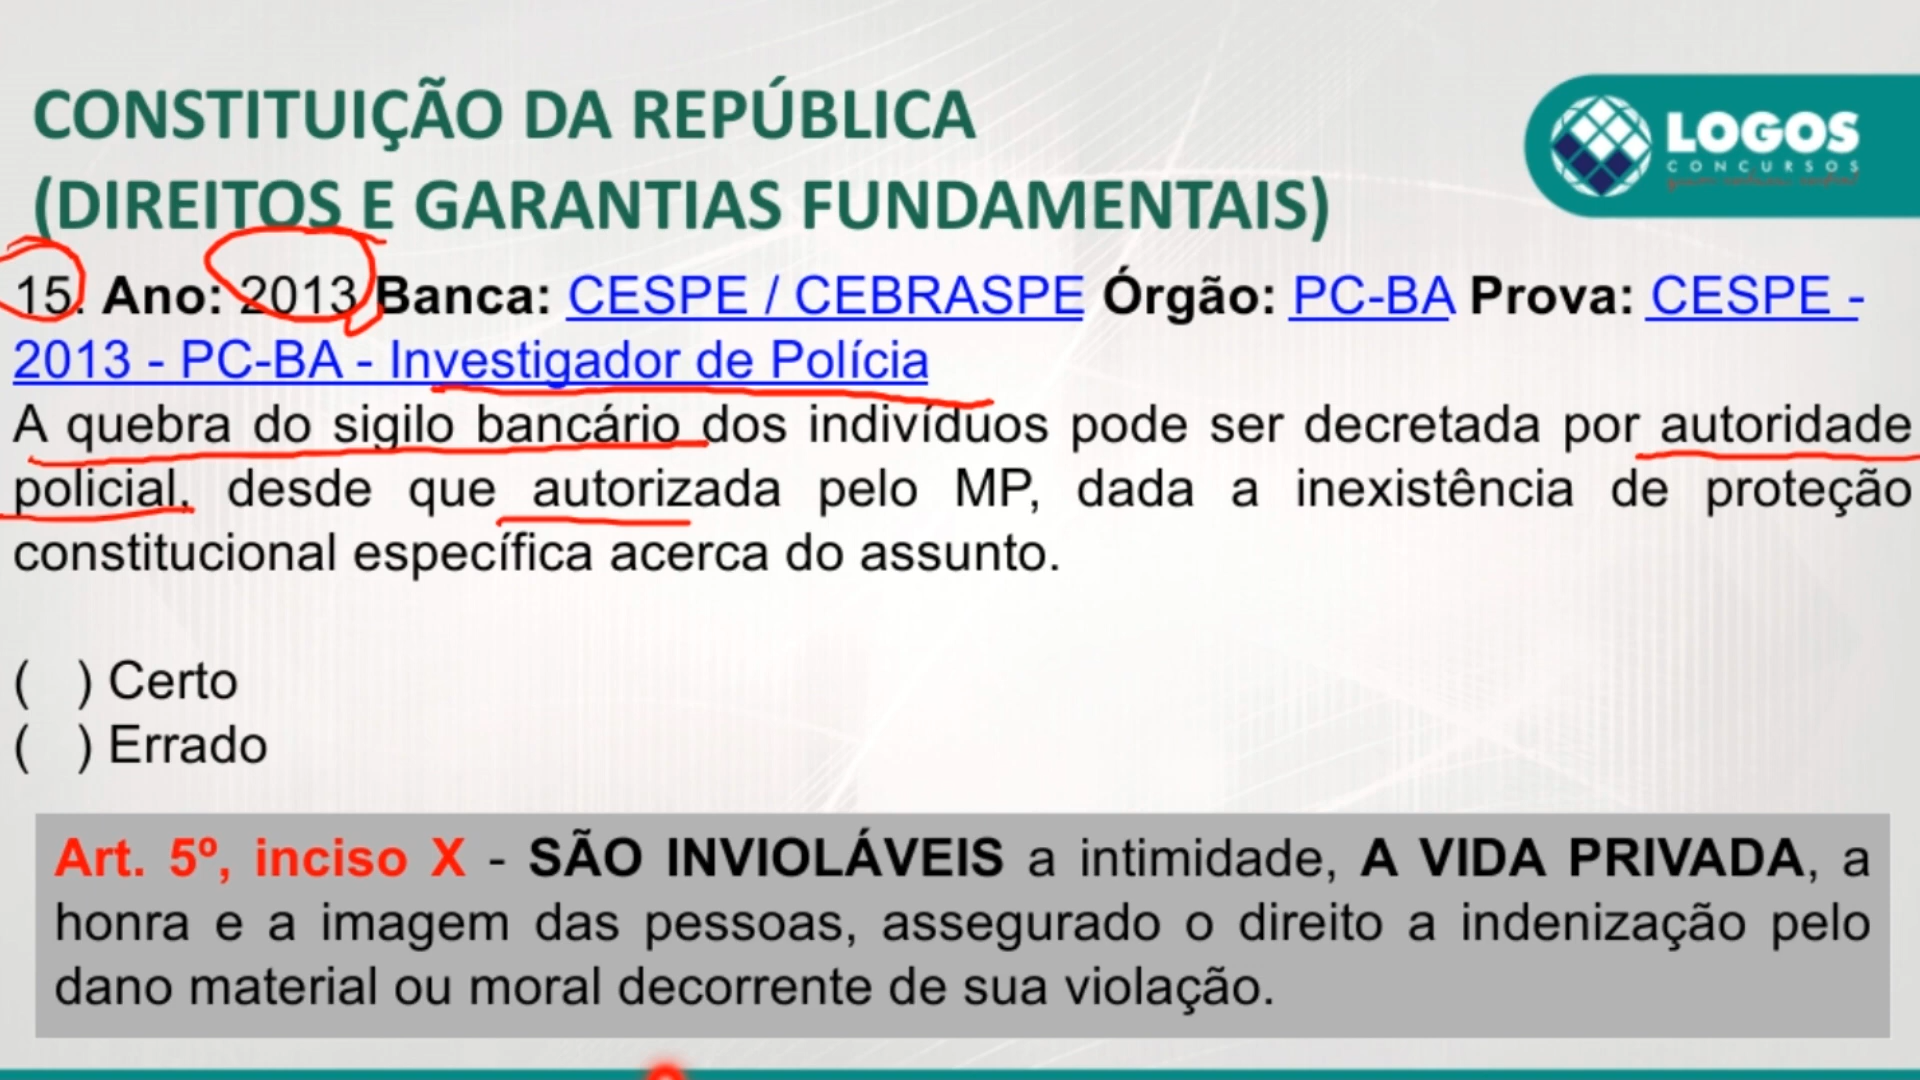 CONSTITUIÇÃO DA REPÚBLICA
(DIREITOS E GARANTIAS FUNDAMENTAIS)
LOGOS
CONCURSOS
15. Ano: 2013 Banca: CESPE / CEBRASPE Órgão: PC-BA Prova: CESPE -
2013 - PC-BA - Investigador de Polícia
A quebra do sigilo bancário dos indivíduos pode ser decretada por autoridade
policial, desde que autorizada pelo MP, dada a inexistência de proteção
constitucional específica acerca do assunto.
( ) Certo
( ) Errado
Art. 5º, inciso X - SÃO INVIOLÁVEIS a intimidade, A VIDA PRIVADA, a
honra e a imagem das pessoas, assegurado o direito a indenização pelo
dano material ou moral decorrente de sua violação.